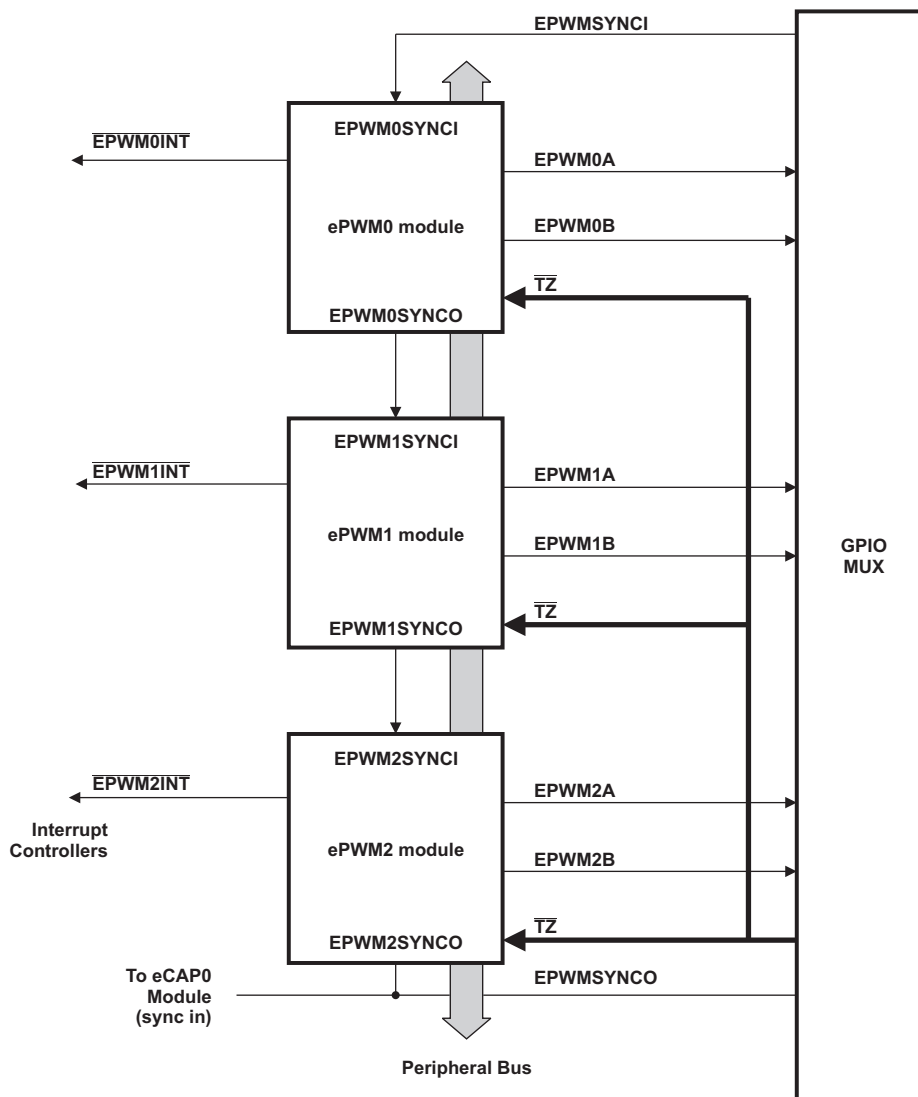 EPWMSYNCI
EPWM0SYNCI
EPWM0INT
EPWM0A
ePWM0 module
EPWM0B
TZ
EPWM0SYNCO
EPWM1SYNCI
EPWM1INT
EPWM1A
ePWM1 module
EPWM1B
GPIO
MUX
TZ
EPWM1SYNCO
EPWM2SYNCI
EPWM2INT
EPWM2A
Interrupt
Controllers
ePWM2 module
EPWM2B
TZ
EPWM2SYNCO
To eCAP0
Module
(sync in)
EPWMSYNCO
Peripheral Bus